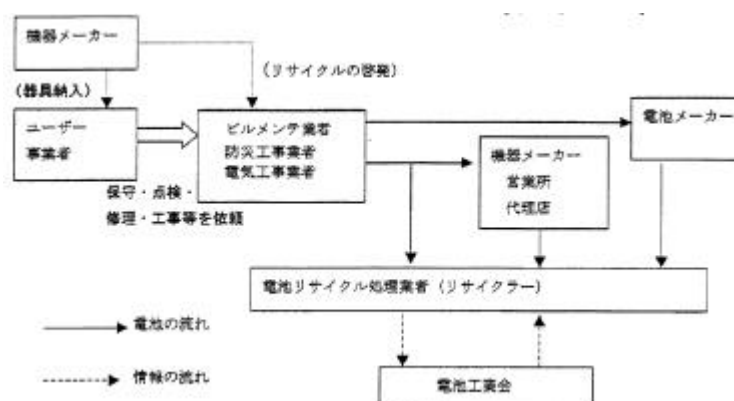 機器メーカー
(リサイクルの啓発)
(器具納入)
ユーザー
事業者
ビルメンテ業者
防災工事業者
電気工事業者
電池メーカー
機器メーカー
営業所
代理店
保守・点検・
修理・工事等を依頼
電池リサイクル処理業者(リサイクラー)
電池の流れ
情報の流れ
電池工業会